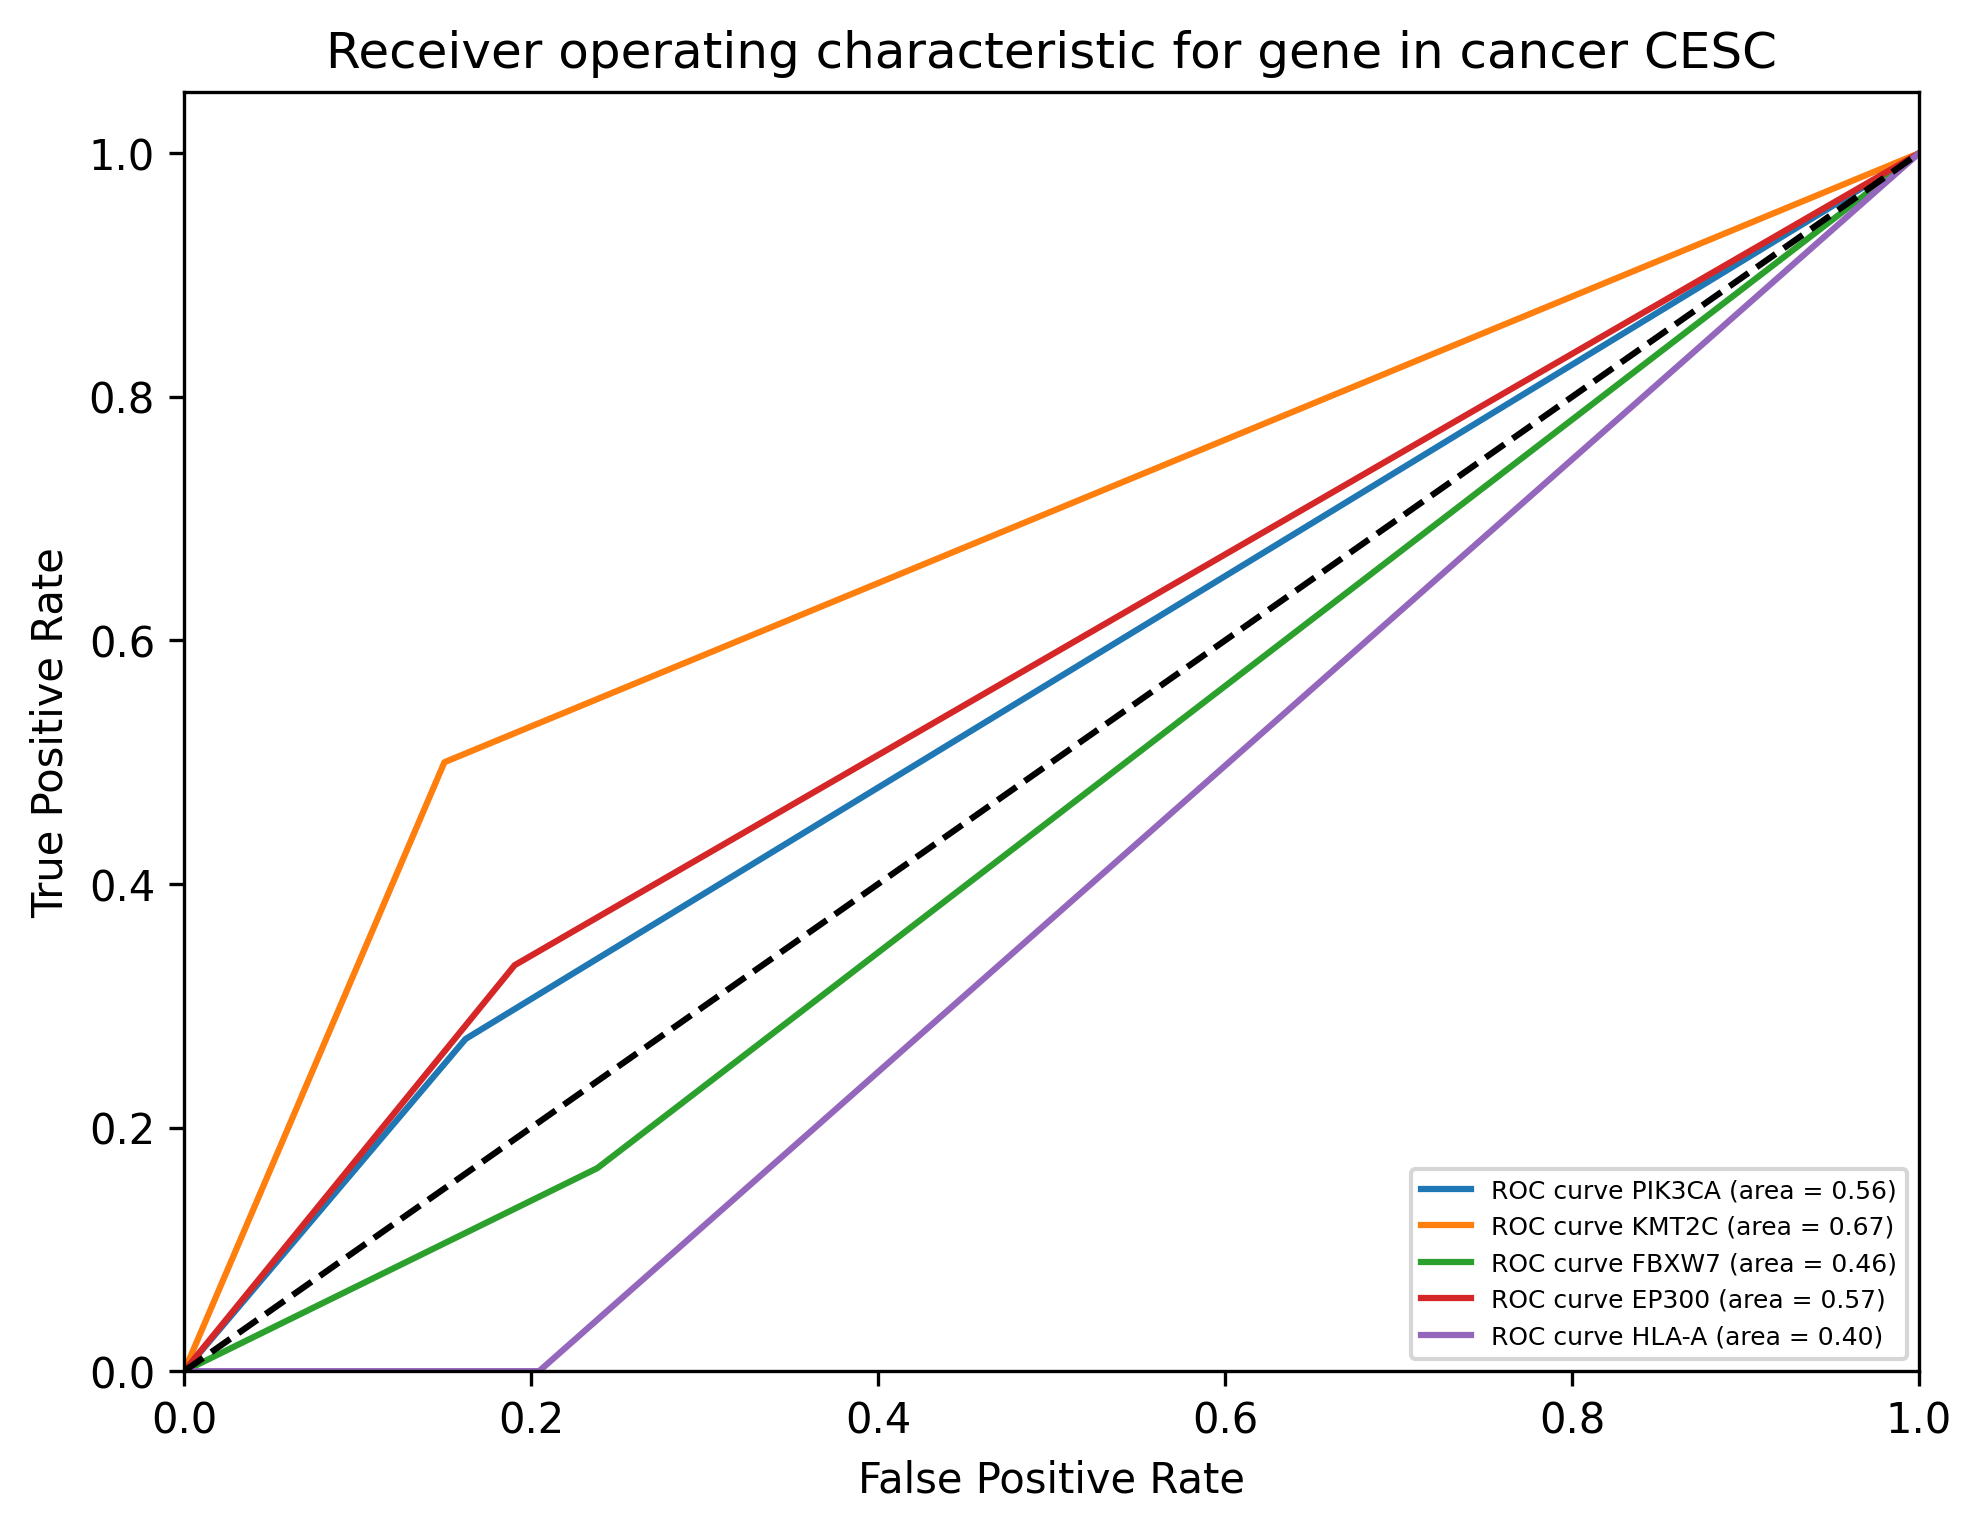 Receiver operating characteristic for gene in cancer CESC
True Positive Rate
1.0
0.8
0.6
0.4
0.2
0.0
0.0 0.2 0.4 0.6 0.8 1.0
False Positive Rate
ROC curve PIK3CA (area = 0.56)
ROC curve KMT2C (area = 0.67)
ROC curve FBXW7 (area = 0.46)
ROC curve EP300 (area = 0.57)
ROC curve HLA-A (area = 0.40)